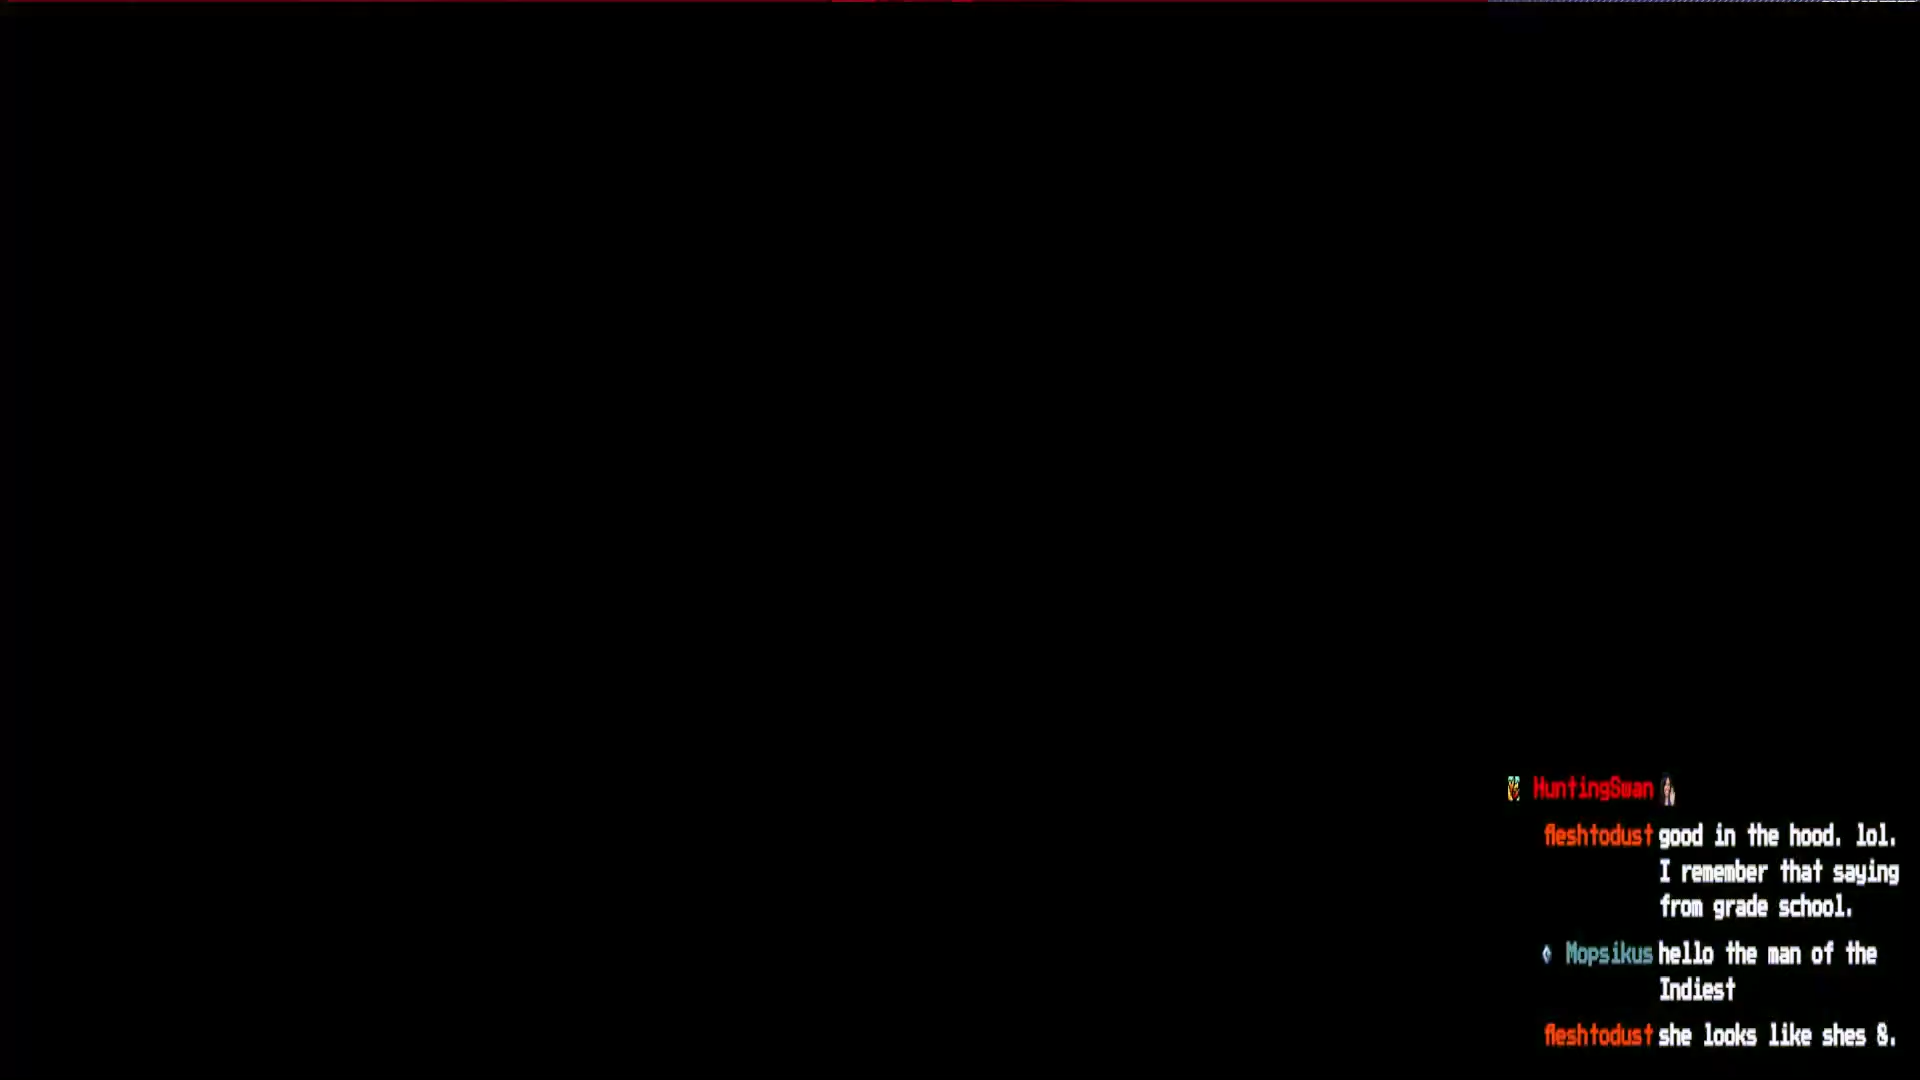 HuntingSwan
fleshtodust good in the hood. lol.
I remember that saying
from grade school.
Mopsikus hello the man of the
Indiest
fleshtodust she looks like shes 8.